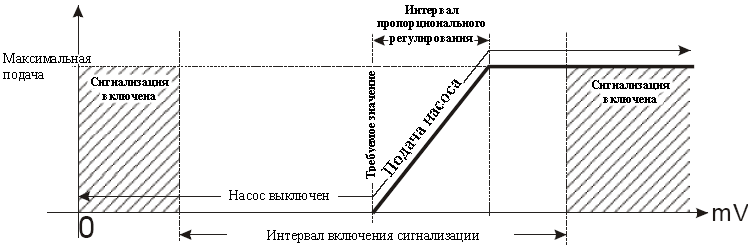 Интервал
пропорционального
регулирования
Максимальная
подача
Сигнализация
включена
Требуемое значение
Подача насоса
Сигнализация
включена
Насос выключен
0
mV
Интервал включения сигнализации